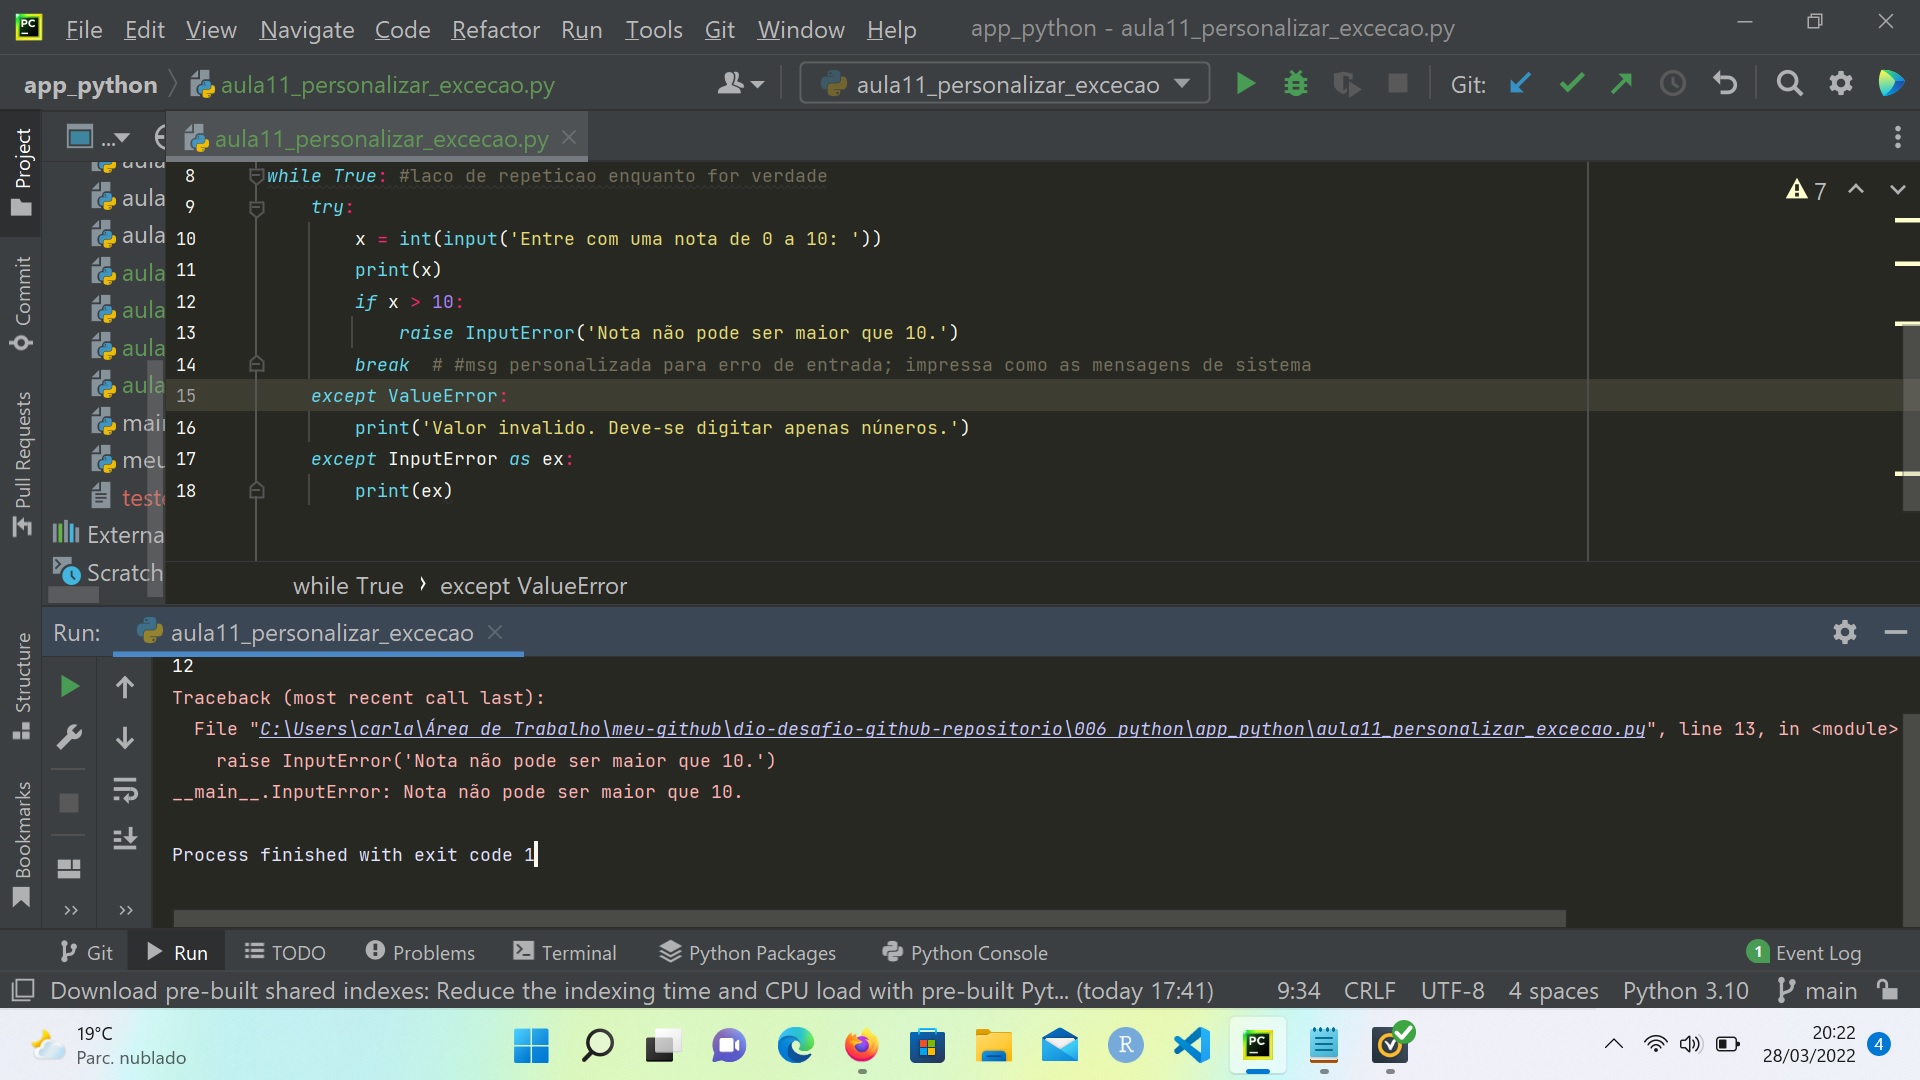 PC
File Edit View Navigate Code Refactor Run Tools Git Window Help app_python - aula11_personalizar_excecao.py
app_python aula11_personalizar_excecao.py aula11_personalizar_excecao Git:
Project
... aula11_personalizar_excecao.py
aula
aula
aula
aula
aula
aula
mai
meu
test
Externa
Scratch
Commit
Pull Requests
Structure
Bookmarks
7
8 while True: #laco de repeticao enquanto for verdade
9 try:
10 x = int(input('Entre com uma nota de 0 a 10: '))
11 print(x)
12 if x > 10:
13 raise InputError('Nota não pode ser maior que 10.')
14 break # #msg personalizada para erro de entrada; impressa como as mensagens de sistema
15 except ValueError:
16 print('Valor invalido. Deve-se digitar apenas núneros.')
17 except InputError as ex:
18 print(ex)
while True › except ValueError
Run: aula11_personalizar_excecao
12
Traceback (most recent call last):
File "C:\Users\carla\Área de Trabalho\meu-github\dio-desafio-github-repositorio\006_python\app_python\aula11_personalizar_excecao.py", line 13, in <module>
raise InputError('Nota não pode ser maior que 10.')
__main__.InputError: Nota não pode ser maior que 10.
Process finished with exit code 1
Git Run TODO Problems Terminal Python Packages Python Console 1 Event Log
Download pre-built shared indexes: Reduce the indexing time and CPU load with pre-built Pyt... (today 17:41) 9:34 CRLF UTF-8 4 spaces Python 3.10 main
19°C
Parc. nublado
R
PC
20:22
28/03/2022
4